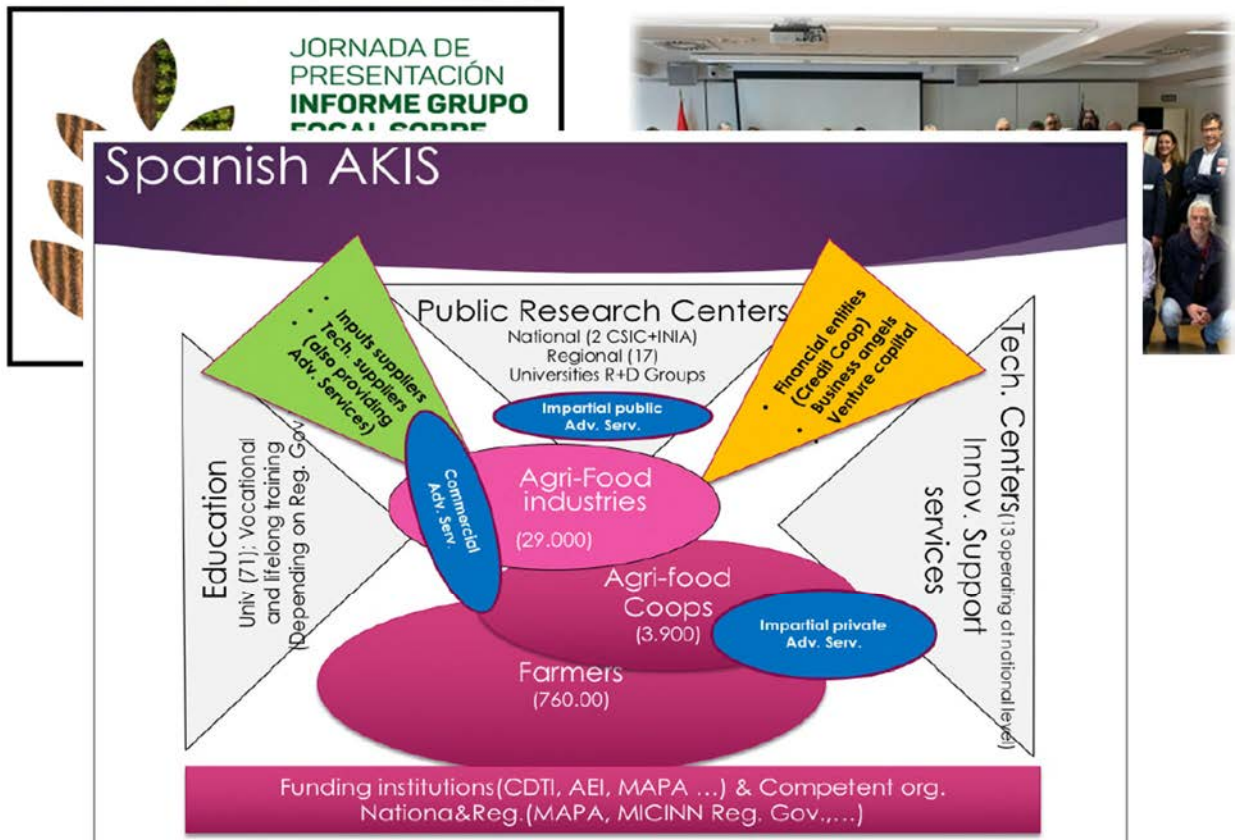 JORNADA DE
PRESENTACIÓN
INFORME GRUPO
FOCAL SOBRE
Spanish AKIS
Inputs suppliers
Tech. suppliers
(also providing
Adv. Services)
Public Research Centers
National (2 CSIC+INIA)
Regional (17)
Universities R+D Groups
Financial entities
(Credit Coop)
Business angels
Venture capiltal
Impartial public
Adv. Serv.
Education
Univ (71); Vocational
and lifelong training
(Depending on Reg. Gov.
Commercial
Adv. Serv.
Agri-Food
industries
(29.000)
Tech. Centers(13 operating at national level)
Innov. Support
services
Agri-food
Coops
(3.900)
Impartial private
Adv. Serv.
Farmers
(760.00)
Funding institutions(CDTI, AEI, MAPA ...) & Competent org.
Nationa&Reg.(MAPA, MICINN Reg. Gov.,...)